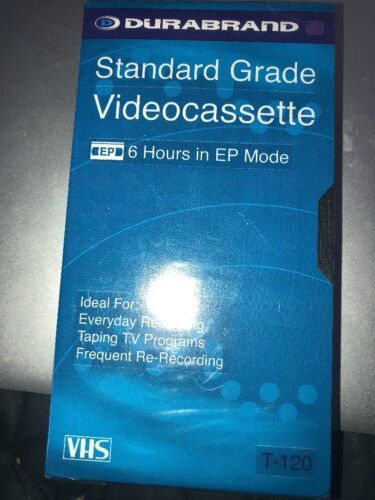 DURABRAND
Standard Grade
Videocassette
EP 6 Hours in EP Mode
Ideal For:
Everyday Recording
Taping TV Programs
Frequent Re-Recording
VHS
T-120